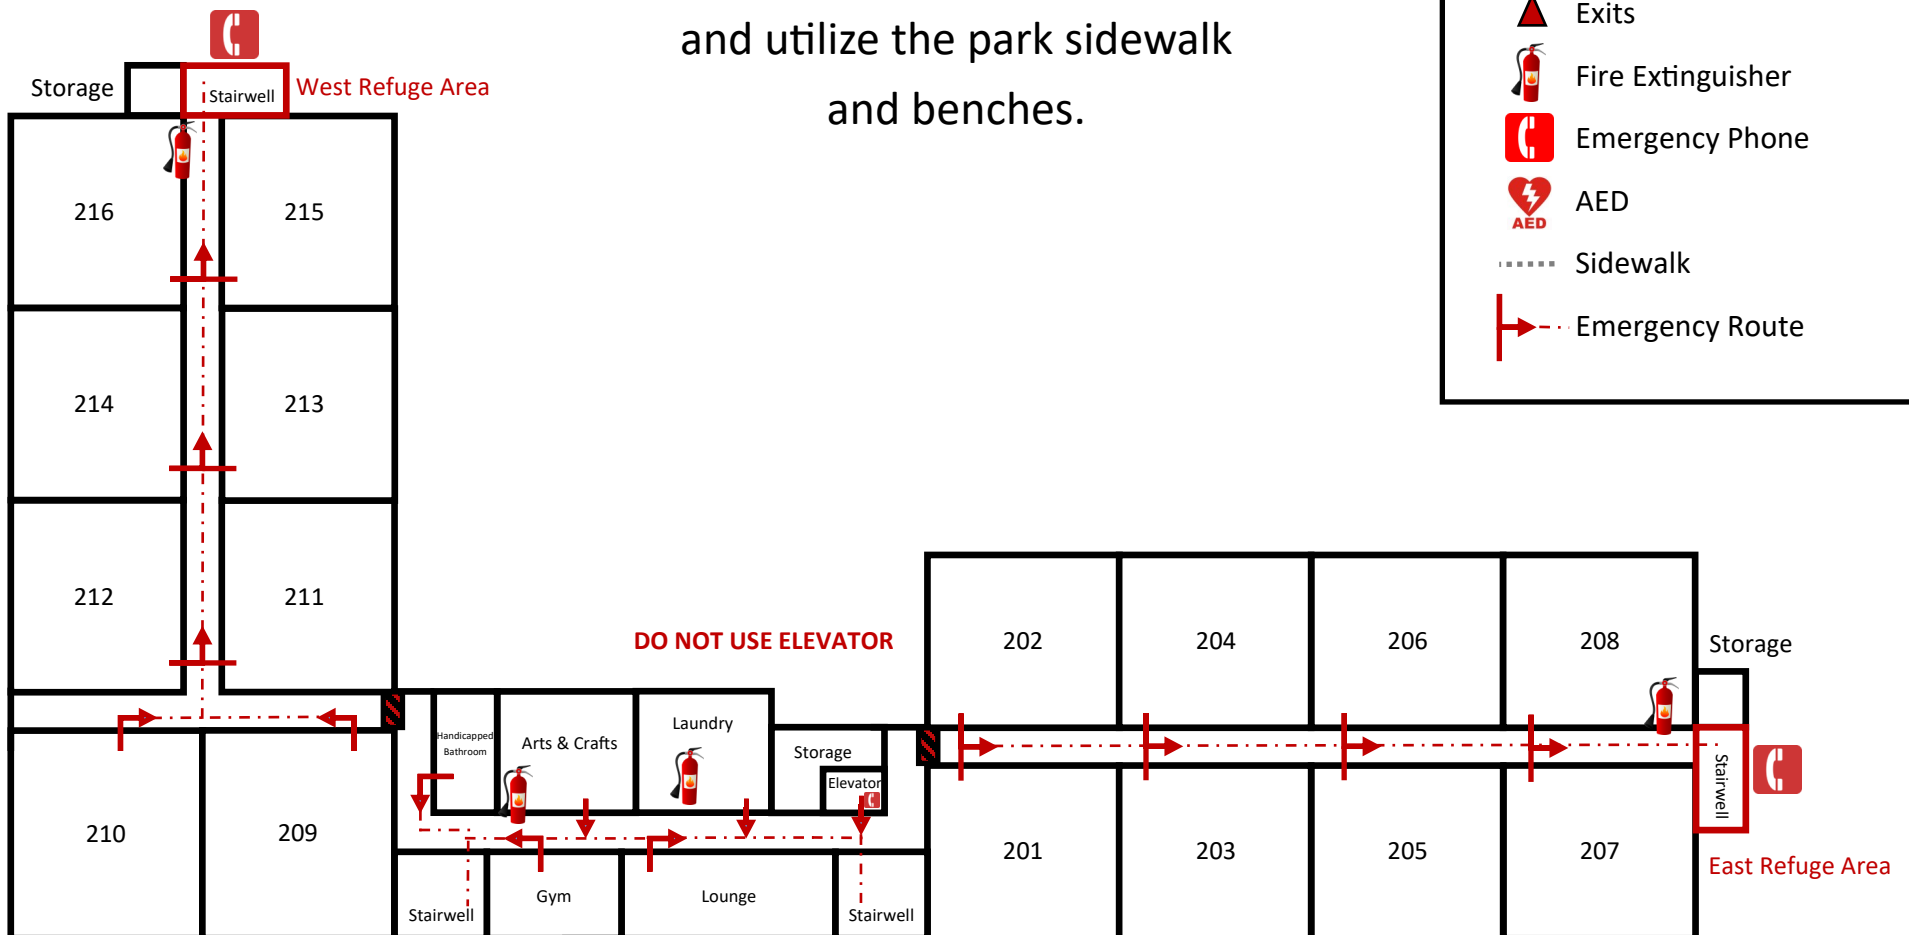 and utilize the park sidewalk
and benches.
Exits
Fire Extinguisher
Emergency Phone
AED
AED
Sidewalk
Emergency Route
Storage
Stairwell
West Refuge Area
216
215
214
213
212
211
210
209
DO NOT USE ELEVATOR
Handicapped
Bathroom
Arts & Crafts
Laundry
Storage
Elevator
Stairwell
Gym
Lounge
Stairwell
202
204
206
208
Storage
201
203
205
207
Stairwell
East Refuge Area